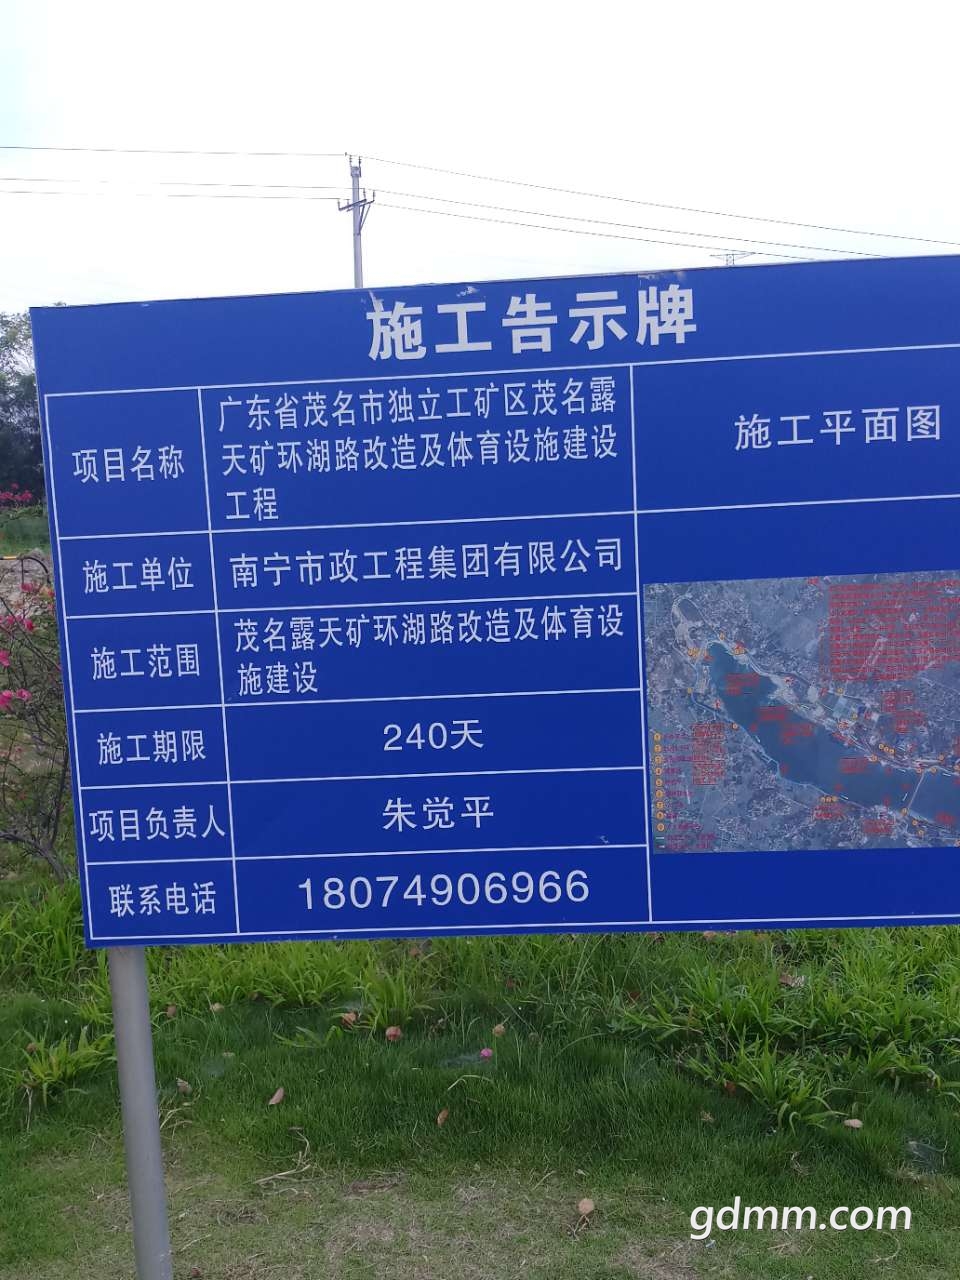 施工告示牌
项目名称
广东省茂名市独立工矿区茂名露
天矿环湖路改造及体育设施建设
工程
施工平面图
施工单位
南宁市政工程集团有限公司
施工范围
茂名露天矿环湖路改造及体育设
施建设
施工期限
240天
项目负责人
朱觉平
联系电话
18074906966
gdmm.com